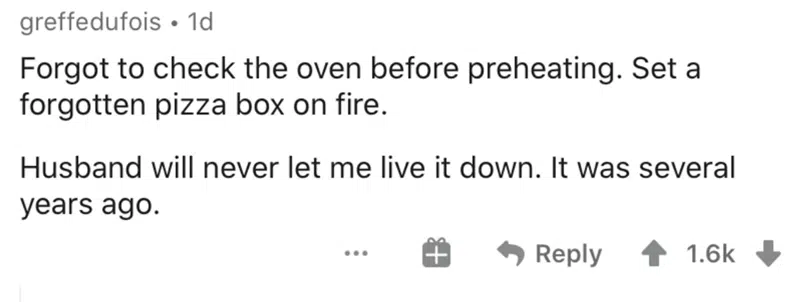 greffedufois • 1d
Forgot to check the oven before preheating. Set a
forgotten pizza box on fire.
Husband will never let me live it down. It was several
years ago.
... Reply 1.6k